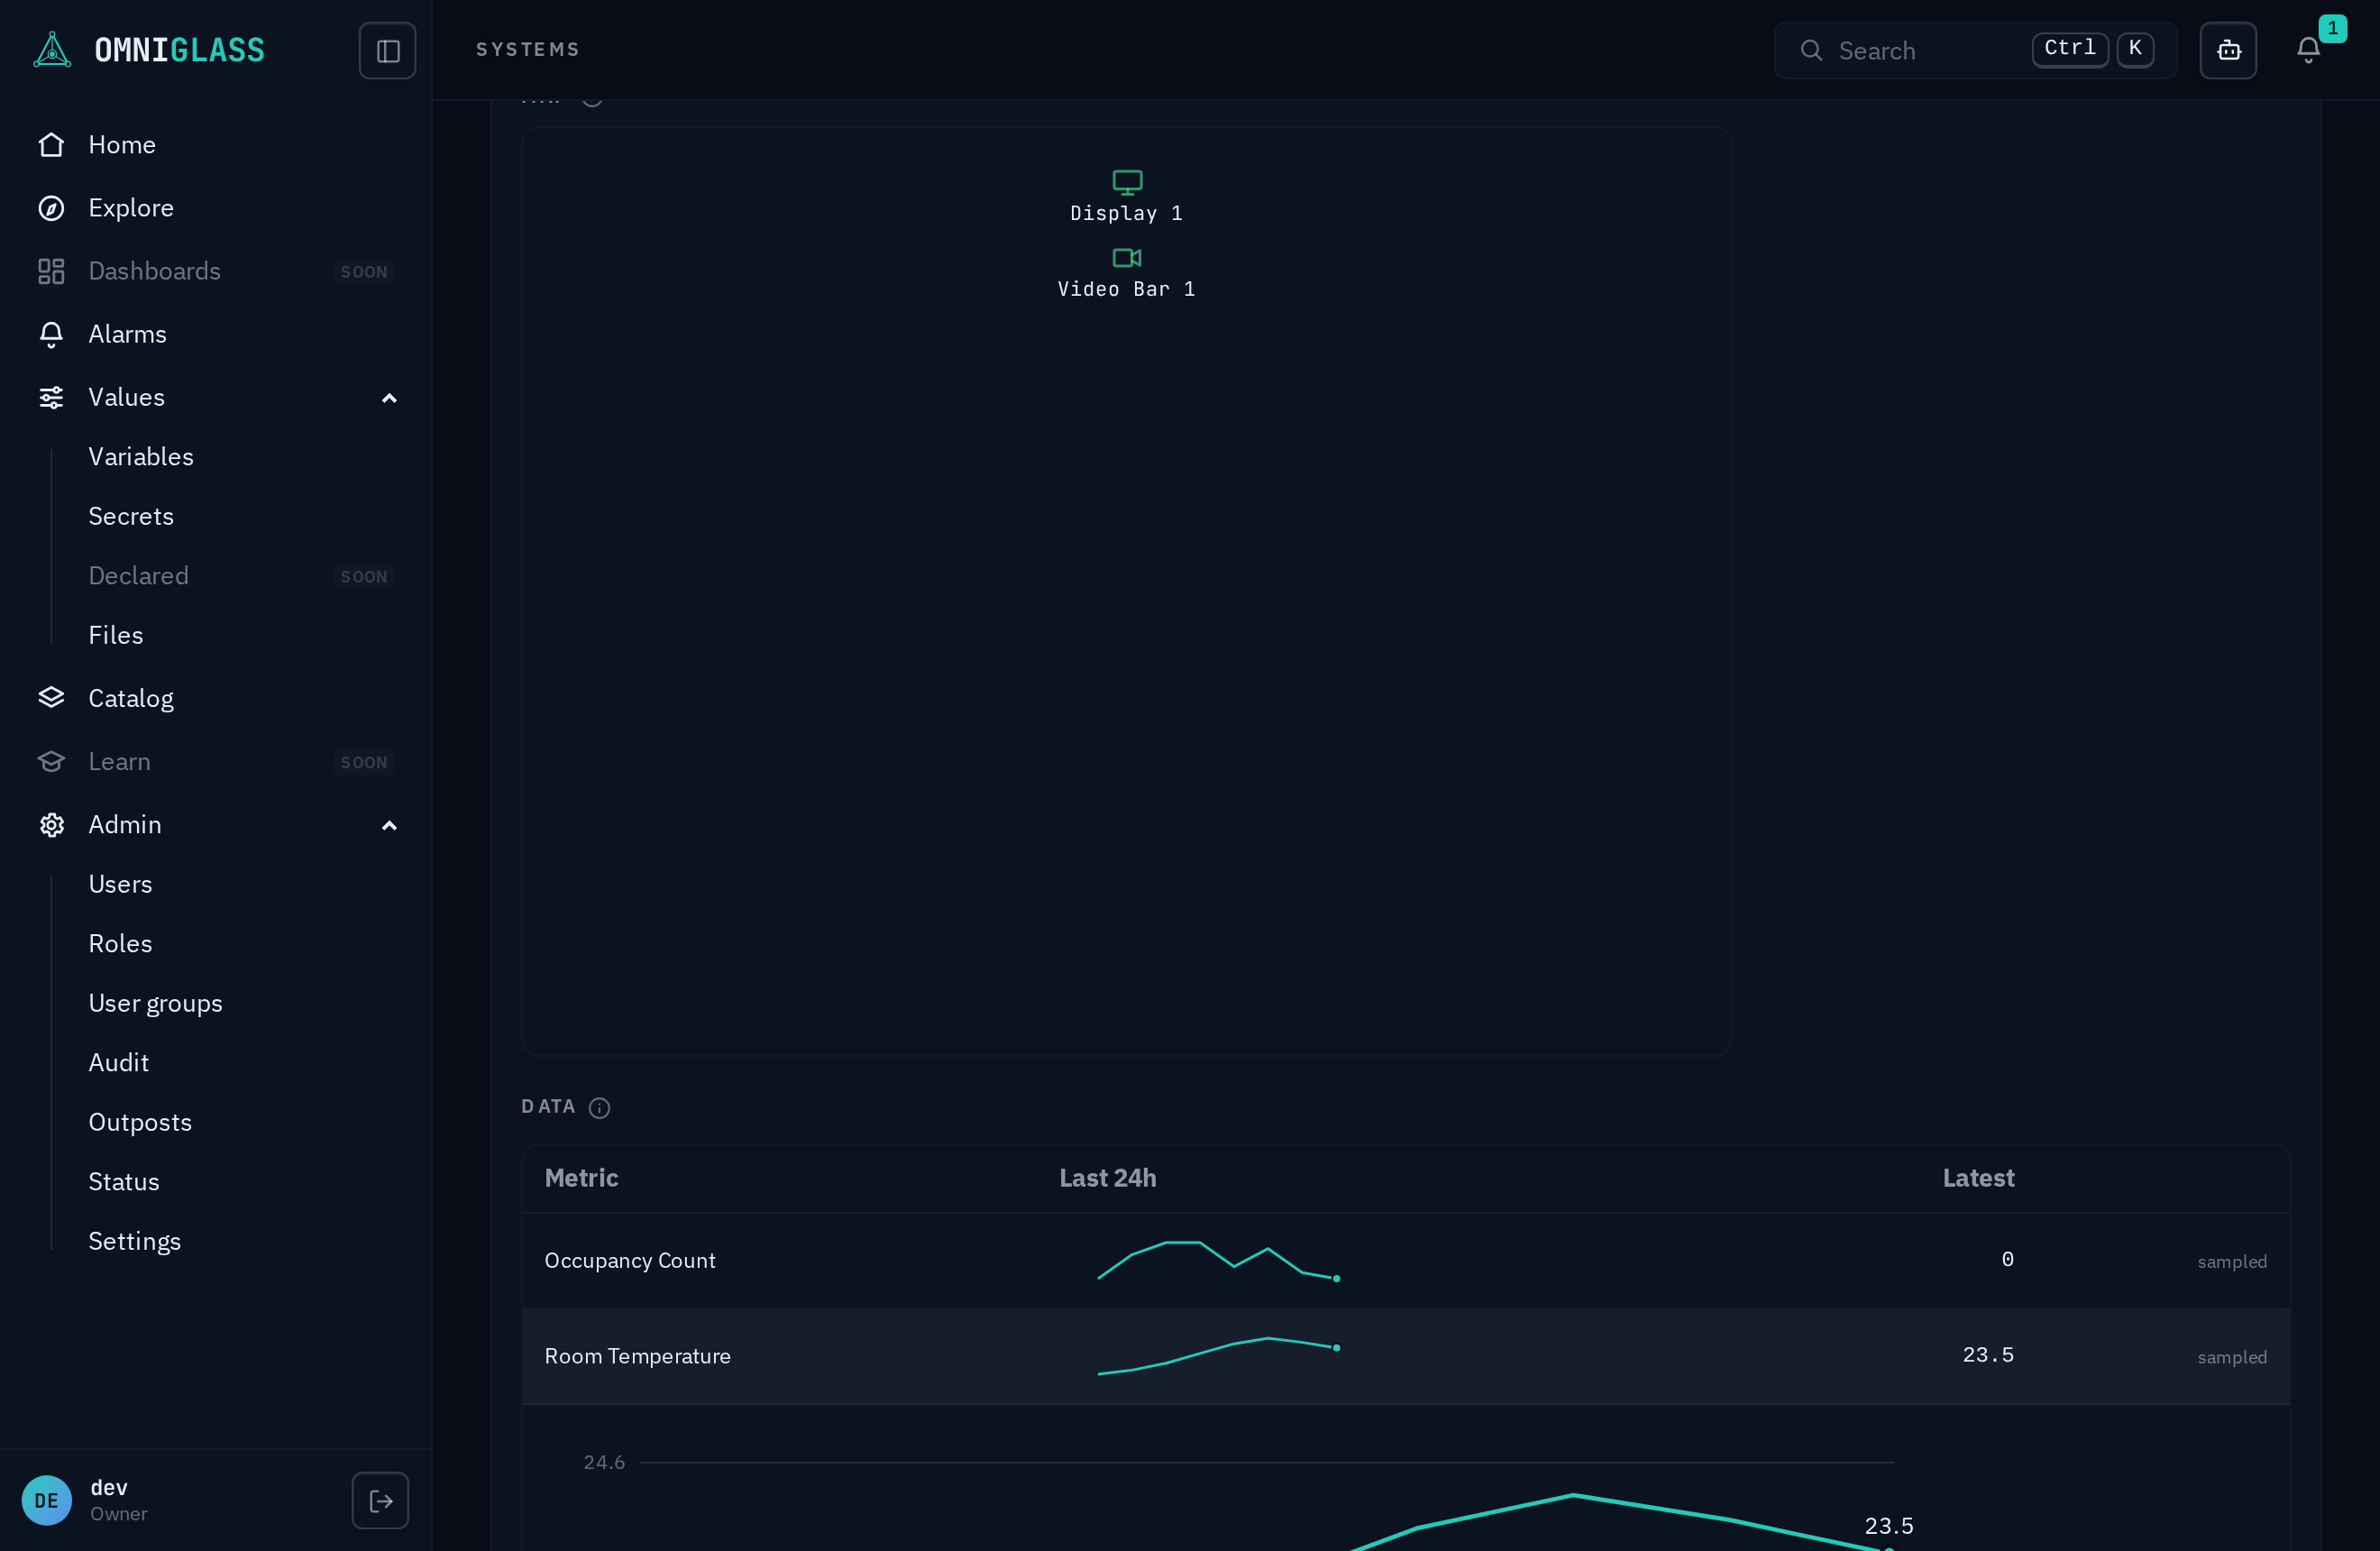 OMNIGLASS
SYSTEMS
Search
Ctrl
K
1
Home
Explore
Dashboards
SOON
Alarms
Values
Variables
Secrets
Declared
SOON
Files
Catalog
Learn
SOON
Admin
Users
Roles
User groups
Audit
Outposts
Status
Settings
DE
dev
Owner
Display 1
Video Bar 1
DATA
Metric
Last 24h
Latest
Occupancy Count
0
sampled
Room Temperature
23.5
sampled
24.6
23.5